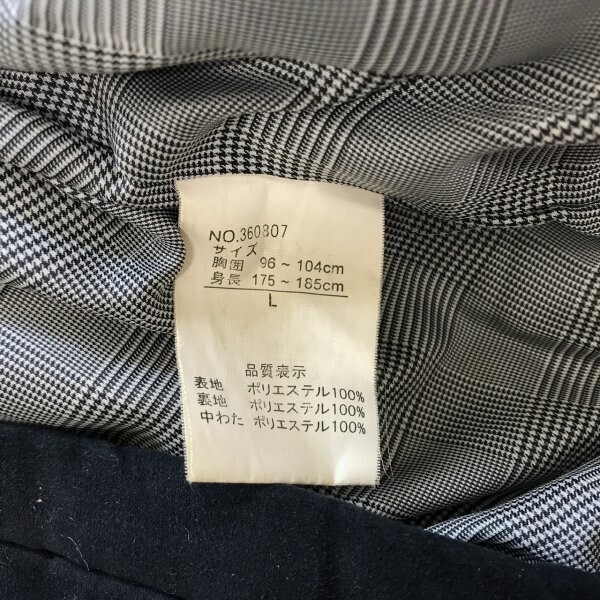 NO.360807
サイズ
胸囲 96～104cm
身長 175～185cm
L
品質表示
表地 ポリエステル100%
裏地 ポリエステル100%
中わた ポリエステル100%